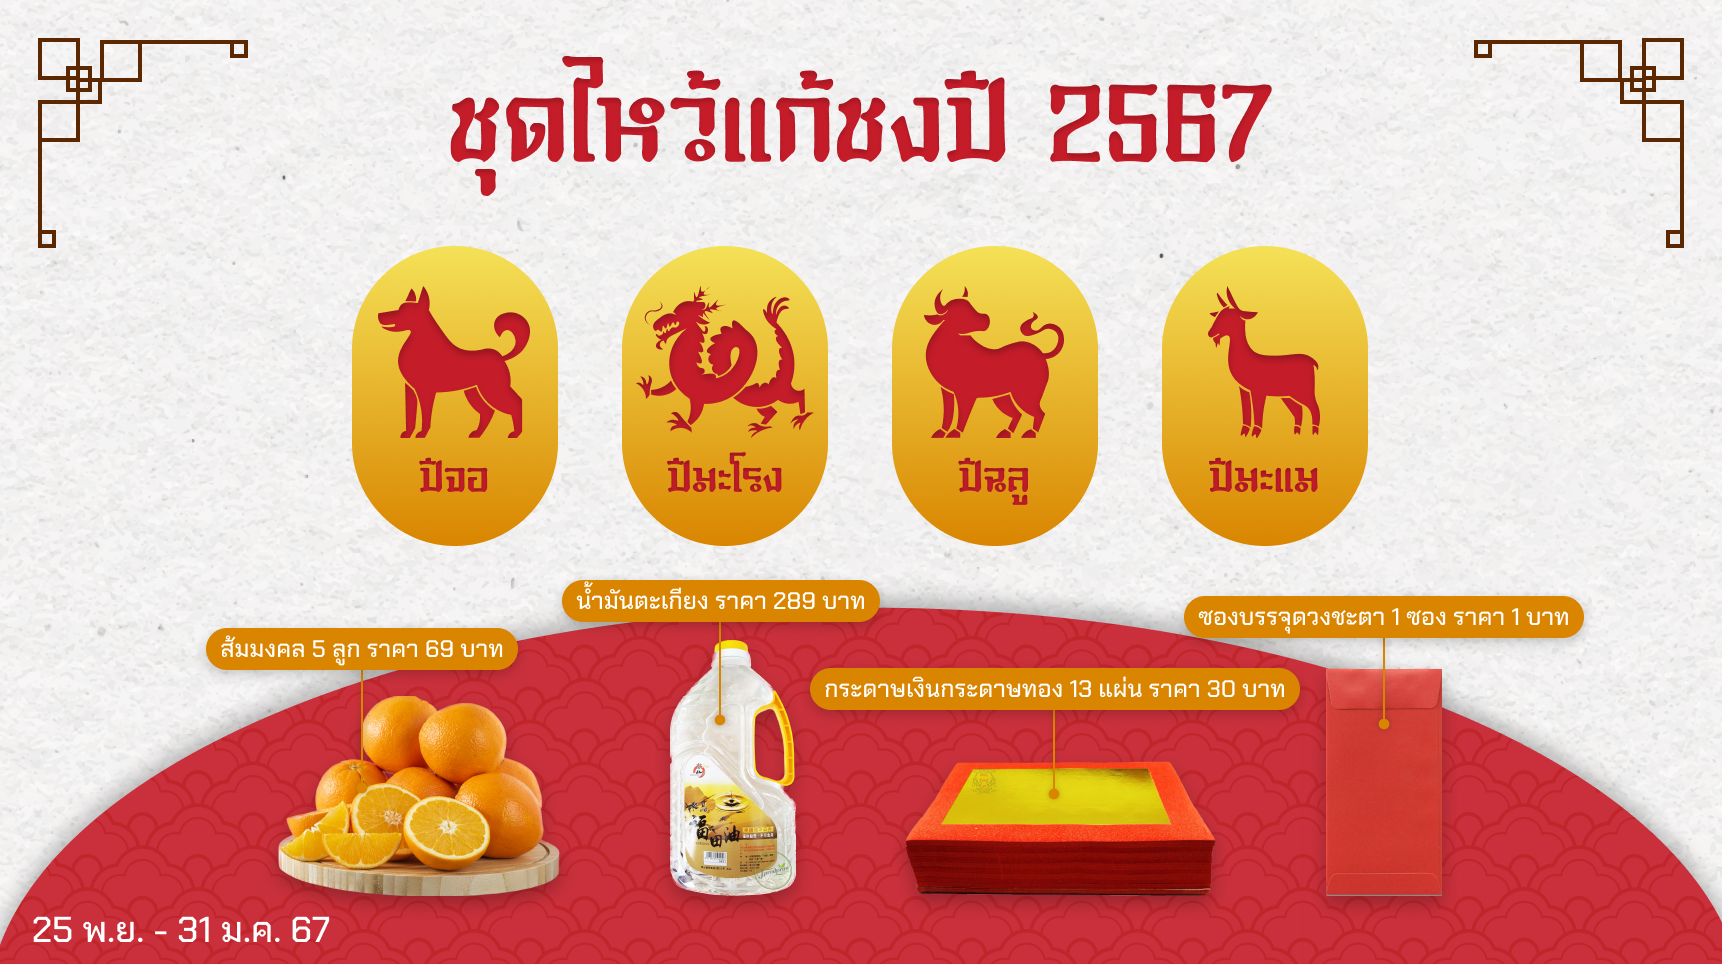 ชุดไหว้แก้ชงปี 2567
ปีจอ
ปีมะโรง
ปีฉลู
ปีมะแม
น้ำมันตะเกียง ราคา 289 บาท
ซองบรรจุดวงชะตา 1 ซอง ราคา 1 บาท
ส้มมงคล 5 ลูก ราคา 69 บาท
กระดาษเงินกระดาษทอง 13 แผ่น ราคา 30 บาท
福田油
25 พ.ย. - 31 ม.ค. 67